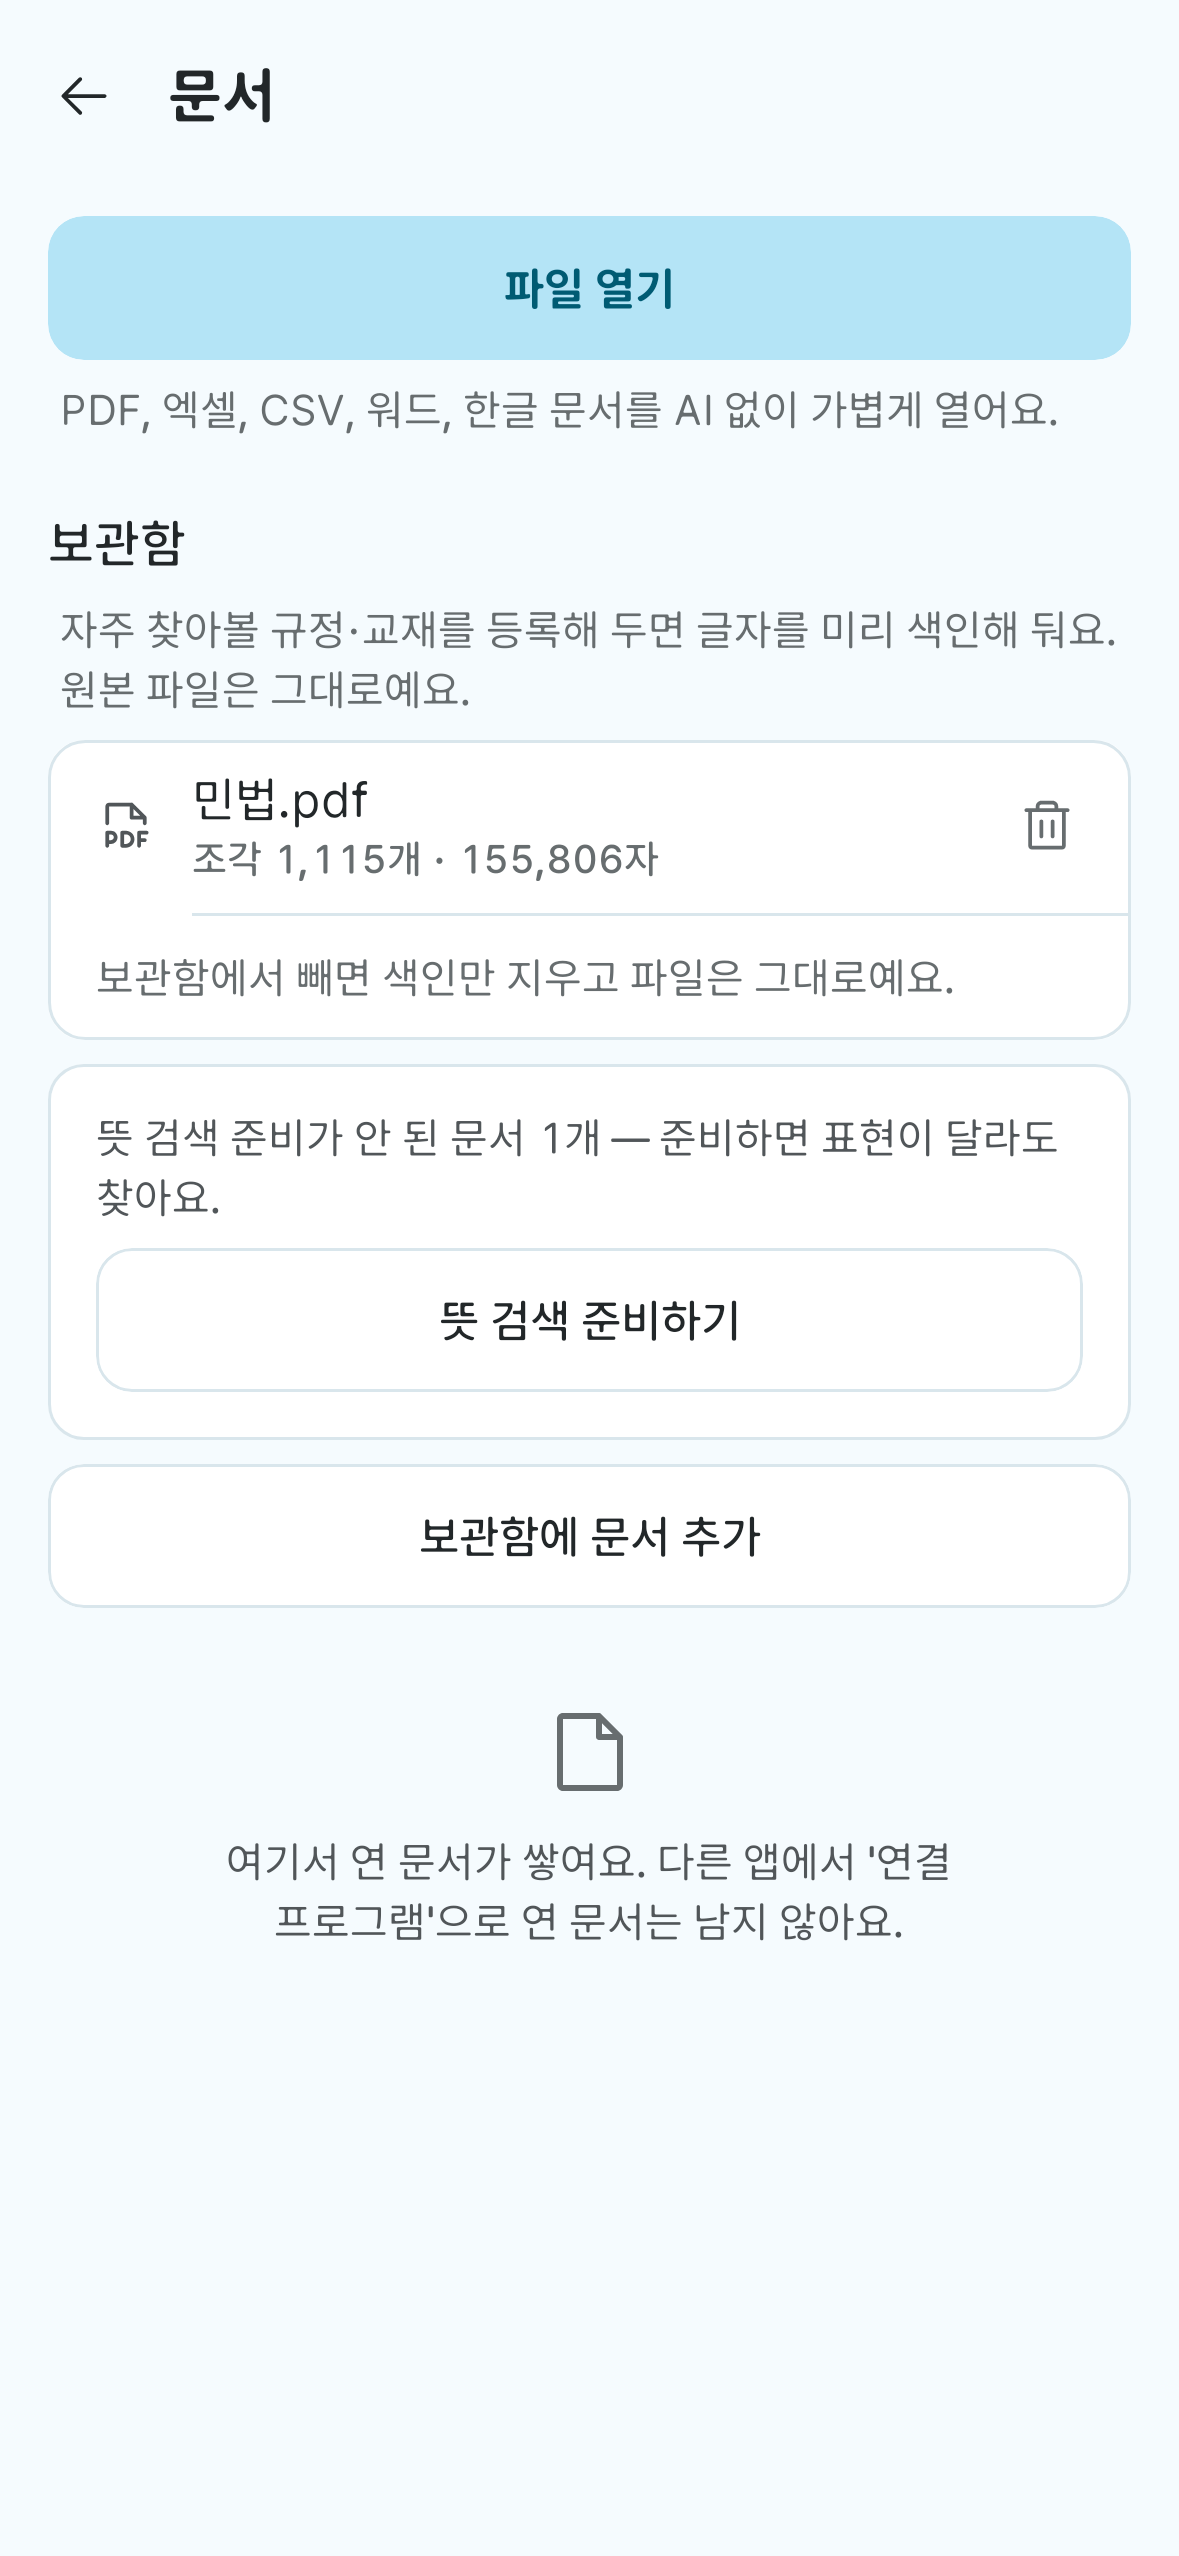 문서
파일 열기
PDF, 엑셀, CSV, 워드, 한글 문서를 AI 없이 가볍게 열어요.
보관함
자주 찾아볼 규정·교재를 등록해 두면 글자를 미리 색인해 둬요.
원본 파일은 그대로예요.
민법.pdf
PDF
조각 1,115개 · 155,806자
보관함에서 빼면 색인만 지우고 파일은 그대로예요.
뜻 검색 준비가 안 된 문서 1개 — 준비하면 표현이 달라도
찾아요.
뜻 검색 준비하기
보관함에 문서 추가
여기서 연 문서가 쌓여요. 다른 앱에서 '연결
프로그램'으로 연 문서는 남지 않아요.